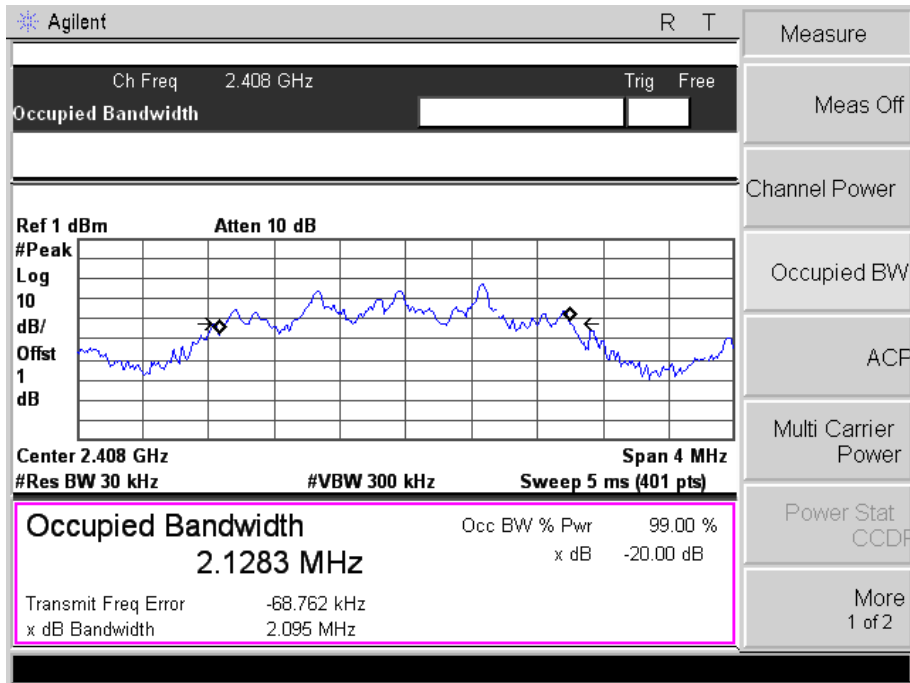 Agilent R T
Ch Freq 2.408 GHz Trig Free
Occupied Bandwidth
Ref 1 dBm Atten 10 dB
#Peak
Log
10
dB/
Offst
1
dB
Center 2.408 GHz Span 4 MHz
#Res BW 30 kHz #VBW 300 kHz Sweep 5 ms (401 pts)
Occupied Bandwidth
2.1283 MHz
Occ BW % Pwr 99.00 %
x dB -20.00 dB
Transmit Freq Error -68.762 kHz
x dB Bandwidth 2.095 MHz
Measure
Meas Off
Channel Power
Occupied BW
ACP
Multi Carrier
Power
Power Stat
CCDF
More
1 of 2